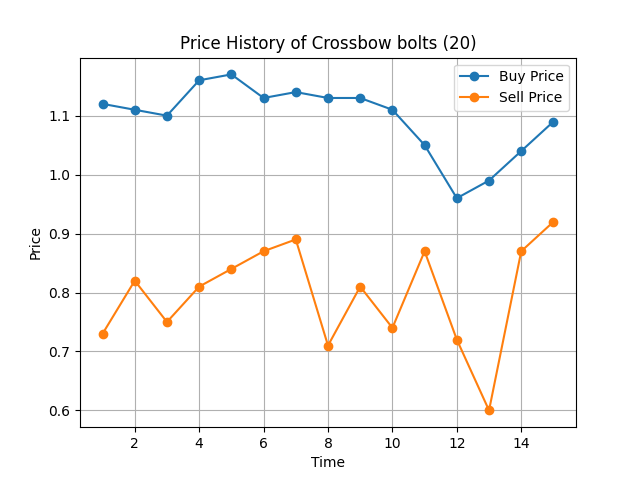 Price History of Crossbow bolts (20)
Buy Price
Sell Price
1.1
1.0
0.9
0.8
0.7
0.6
Price
2 4 6 8 10 12 14
Time